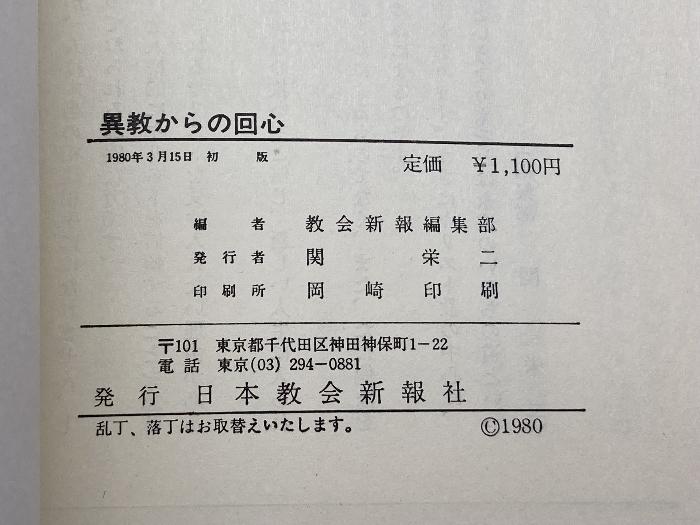 異教からの回心
1980年3月15日 初 版 定価 ￥1,100円
編 者 教会新報編集部
発行者 関 栄二
印刷所 岡崎印刷
〒101 東京都千代田区神田神保町1-22
電話 東京(03) 294-0881
発行 日本教会新報社
乱丁、落丁はお取替えいたします。 ©1980